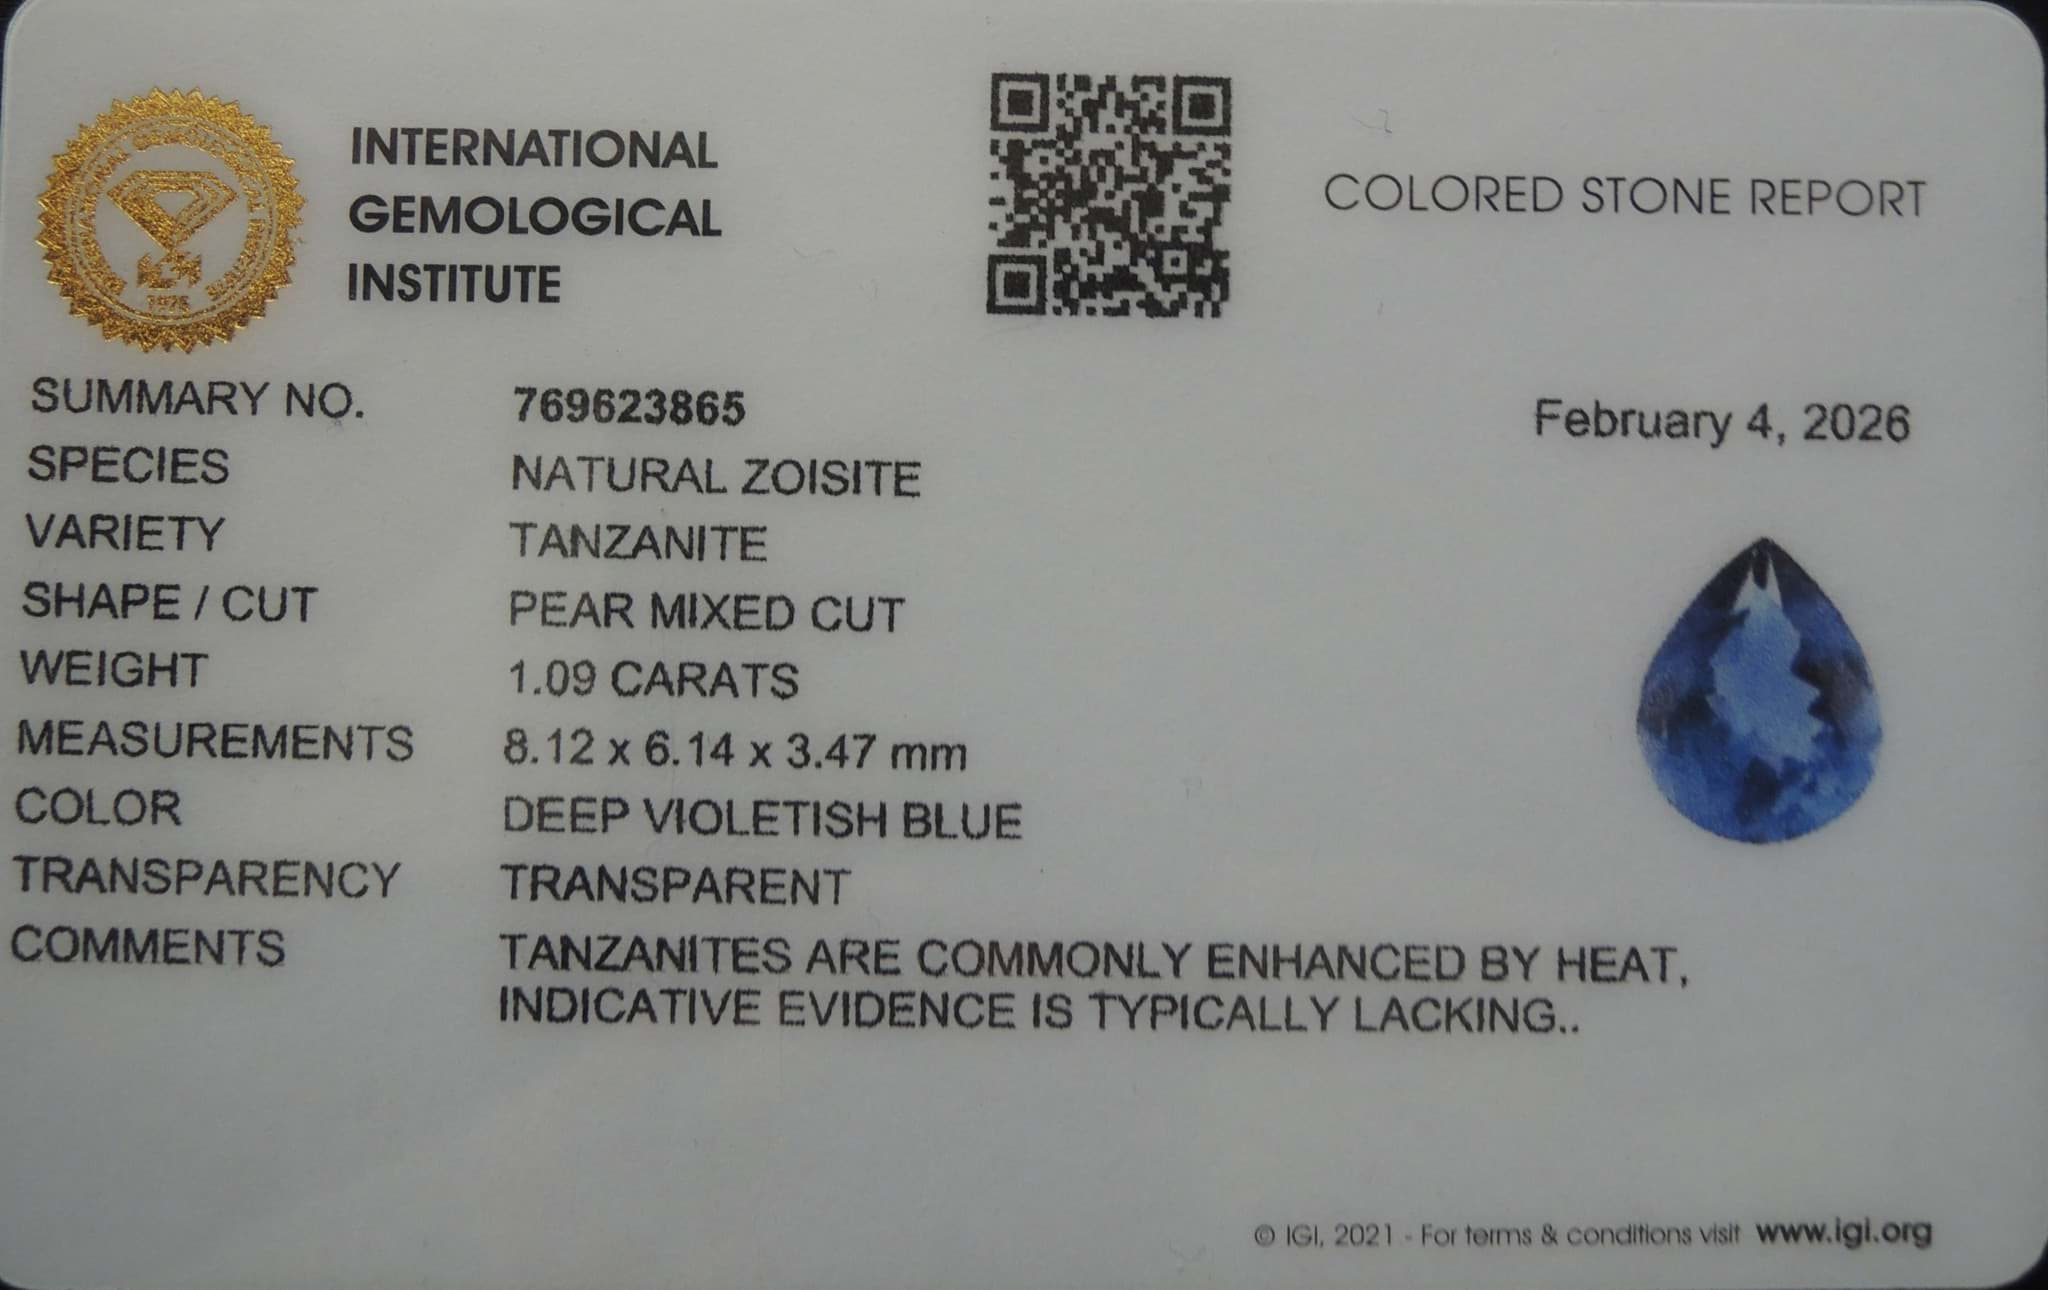 INTERNATIONAL
GEMOLOGICAL
INSTITUTE
COLORED STONE REPORT
SUMMARY NO. 769623865
February 4, 2026
SPECIES NATURAL ZOISITE
VARIETY TANZANITE
SHAPE / CUT PEAR MIXED CUT
WEIGHT 1.09 CARATS
MEASUREMENTS 8.12 x 6.14 x 3.47 mm
COLOR DEEP VIOLETISH BLUE
TRANSPARENCY TRANSPARENT
COMMENTS TANZANITES ARE COMMONLY ENHANCED BY HEAT,
INDICATIVE EVIDENCE IS TYPICALLY LACKING..
© IGI, 2021 - For terms & conditions visit www.igi.org